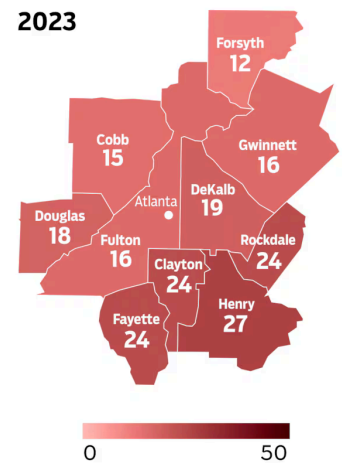 2023
Forsyth
12
Cobb
15
Gwinnett
16
DeKalb
19
Atlanta
Douglas
18
Fulton
16
Rockdale
24
Clayton
24
Henry
27
Fayette
24
0 50